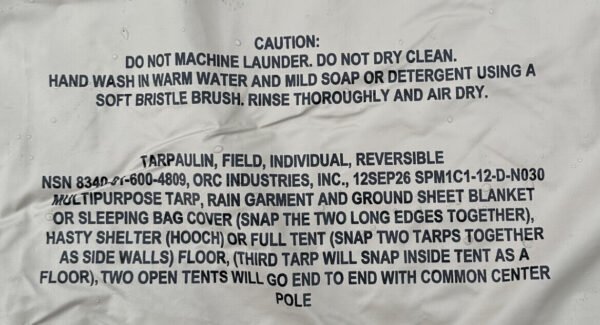 CAUTION:
DO NOT MACHINE LAUNDER. DO NOT DRY CLEAN.
HAND WASH IN WARM WATER AND MILD SOAP OR DETERGENT USING A
SOFT BRISTLE BRUSH. RINSE THOROUGHLY AND AIR DRY.
TARPAULIN, FIELD, INDIVIDUAL, REVERSIBLE
NSN 8340-01-600-4809, ORC INDUSTRIES, INC., 12SEP26 SPM1C1-12-D-N030
MULTIPURPOSE TARP, RAIN GARMENT AND GROUND SHEET BLANKET
OR SLEEPING BAG COVER (SNAP THE TWO LONG EDGES TOGETHER),
HASTY SHELTER (HOOCH) OR FULL TENT (SNAP TWO TARPS TOGETHER
AS SIDE WALLS) FLOOR, (THIRD TARP WILL SNAP INSIDE TENT AS A
FLOOR), TWO OPEN TENTS WILL GO END TO END WITH COMMON CENTER
POLE